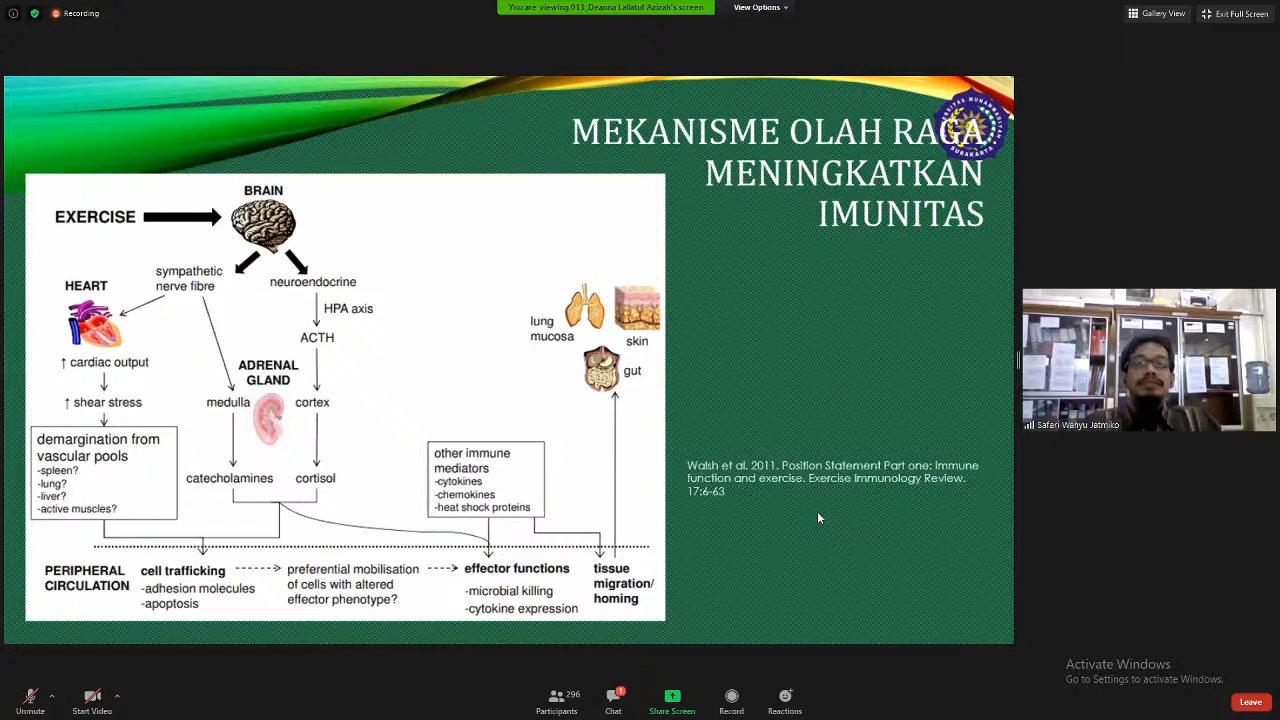 Recording
You are viewing 013_Deanna Lailatul Azizah's screen
View Options
Gallery View
Exit Full Screen
MEKANISME OLAH RAGA
MENINGKATKAN
IMUNITAS
UNIVERSITAS MUHAMMADIYAH
SURAKARTA
EXERCISE
BRAIN
sympathetic
nerve fibre
neuroendocrine
HEART
HPA axis
ACTH
↑ cardiac output
↑ shear stress
ADRENAL
GLAND
medulla
cortex
demargination from
vascular pools
-spleen?
-lung?
-liver?
-active muscles?
catecholamines
cortisol
other immune
mediators
-cytokines
-chemokines
-heat shock proteins
lung
mucosa
skin
gut
PERIPHERAL
CIRCULATION
cell trafficking
-adhesion molecules
-apoptosis
preferential mobilisation
of cells with altered
effector phenotype?
effector functions
-microbial killing
-cytokine expression
tissue
migration/
homing
Walsh et al. 2011. Position Statement Part one: immune
function and exercise. Exercise Immunology Review.
17:6-63
Safari Wahyu Jatmiko
Activate Windows
Go to Settings to activate Windows.
Unmute
Start Video
296
Participants
1
Chat
Share Screen
Record
Reactions
Leave